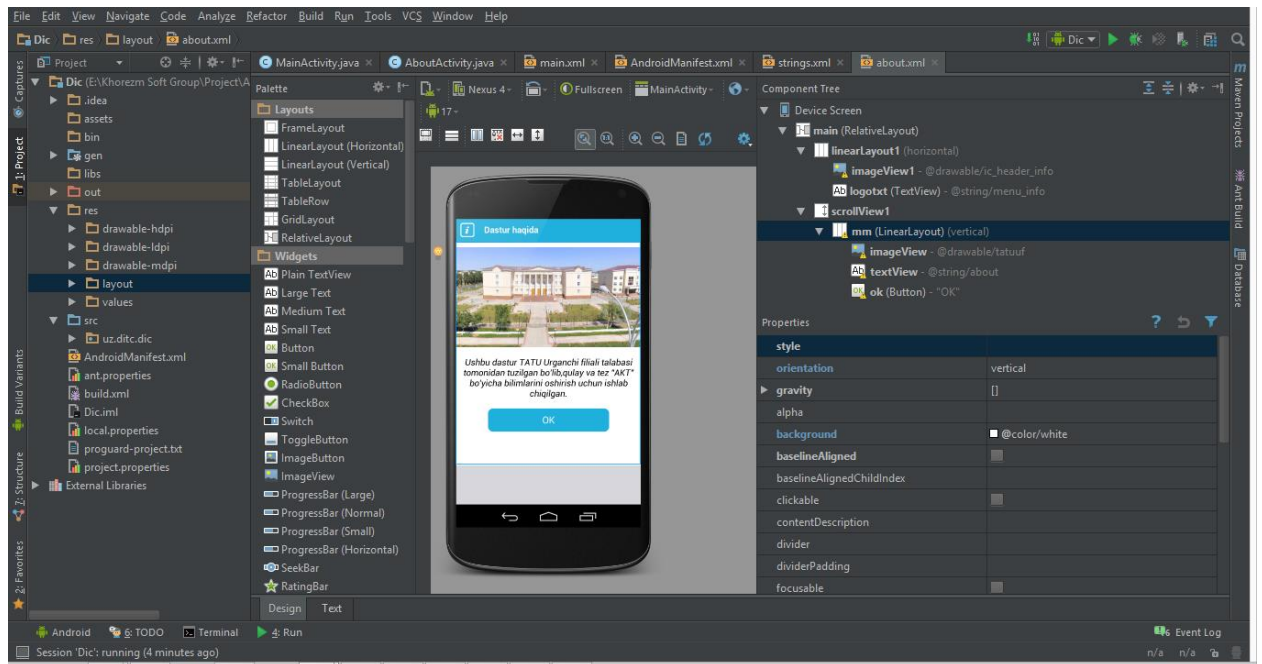 File Edit View Navigate Code Analyze Refactor Build Run Tools VCS Window Help
Dic res layout about.xml Dic
Project
MainActivity.java AboutActivity.java main.xml AndroidManifest.xml strings.xml about.xml
Captures
1: Project
Build Variants
7: Structure
2: Favorites
Dic (E:\Khorezm Soft Group\Project\A
.idea
assets
bin
gen
libs
out
res
drawable-hdpi
drawable-ldpi
drawable-mdpi
layout
values
src
uz.ditc.dic
AndroidManifest.xml
ant.properties
build.xml
Dic.iml
local.properties
proguard-project.txt
project.properties
External Libraries
Palette
Layouts
FrameLayout
LinearLayout (Horizontal)
LinearLayout (Vertical)
TableLayout
TableRow
GridLayout
RelativeLayout
Widgets
Ab Plain TextView
Ab Large Text
Ab Medium Text
Ab Small Text
OK Button
OK Small Button
RadioButton
CheckBox
Switch
ToggleButton
ImageButton
ImageView
ProgressBar (Large)
ProgressBar (Normal)
ProgressBar (Small)
ProgressBar (Horizontal)
SeekBar
RatingBar
Design Text
Nexus 4 Fullscreen MainActivity
17
Dastur haqida
Ushbu dastur TATU Urganchi filiali talabasi
tomonidan tuzilgan bo'lib,qulay va tez "AKT"
bo'yicha bilimlarini oshirish uchun ishlab
chiqilgan.
OK
Component Tree
Device Screen
main (RelativeLayout)
linearLayout1 (horizontal)
imageView1 - @drawable/ic_header_info
Ab logotxt (TextView) - @string/menu_info
scrollView1
mm (LinearLayout) (vertical)
imageView - @drawable/tatuuf
Ab textView - @string/about
OK ok (Button) - "OK"
Properties
style
orientation vertical
gravity []
alpha
background @color/white
baselineAligned
baselineAlignedChildIndex
clickable
contentDescription
divider
dividerPadding
focusable
m Maven Projects
Ant Build
Database
Android 6: TODO Terminal 4: Run 6 Event Log
Session 'Dic': running (4 minutes ago) n/a n/a